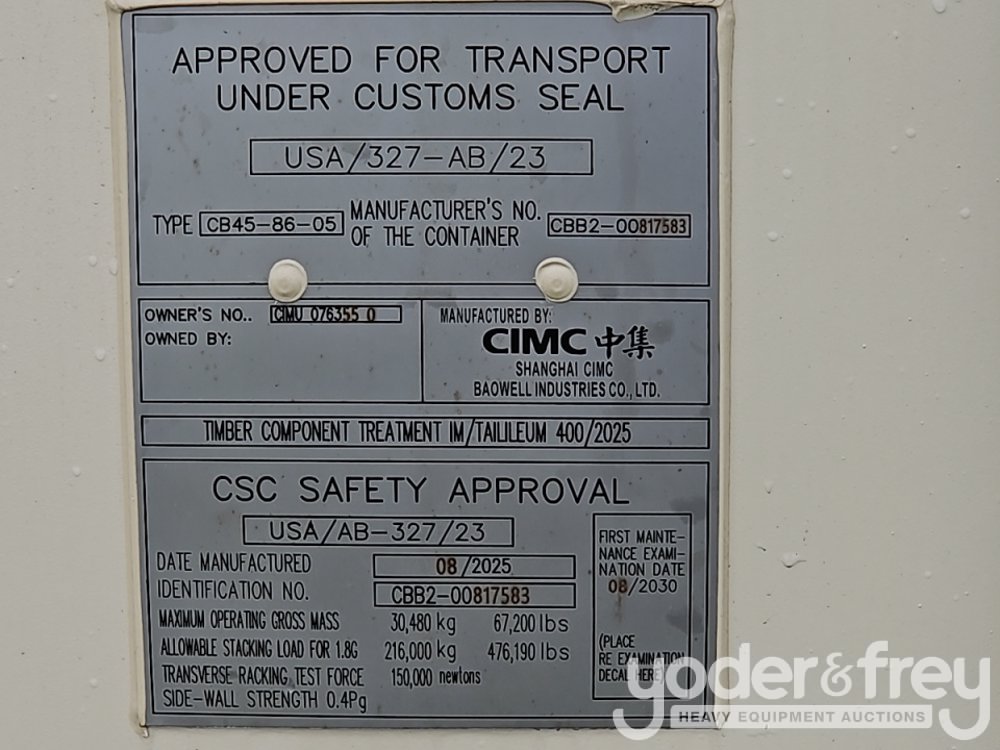 APPROVED FOR TRANSPORT
UNDER CUSTOMS SEAL
USA/327-AB/23
TYPE CB45-86-05 MANUFACTURER'S NO.
OF THE CONTAINER CBB2-00817583
OWNER'S NO.. CIMU 076355 0
OWNED BY:
MANUFACTURED BY:
CIMC 中集
SHANGHAI CIMC
BAOWELL INDUSTRIES CO., LTD.
TIMBER COMPONENT TREATMENT IM/TAILILEUM 400/2025
CSC SAFETY APPROVAL
USA/AB-327/23
DATE MANUFACTURED 08/2025
IDENTIFICATION NO. CBB2-00817583
MAXIMUM OPERATING GROSS MASS 30,480 kg 67,200 lbs
ALLOWABLE STACKING LOAD FOR 1.8G 216,000 kg 476,190 lbs
TRANSVERSE RACKING TEST FORCE 150,000 newtons
SIDE-WALL STRENGTH 0.4Pg
FIRST MAINTE-
NANCE EXAMI-
NATION DATE
08/2030
(PLACE
RE EXAMINATION
DECAL HERE)
yoder&frey
HEAVY EQUIPMENT AUCTIONS